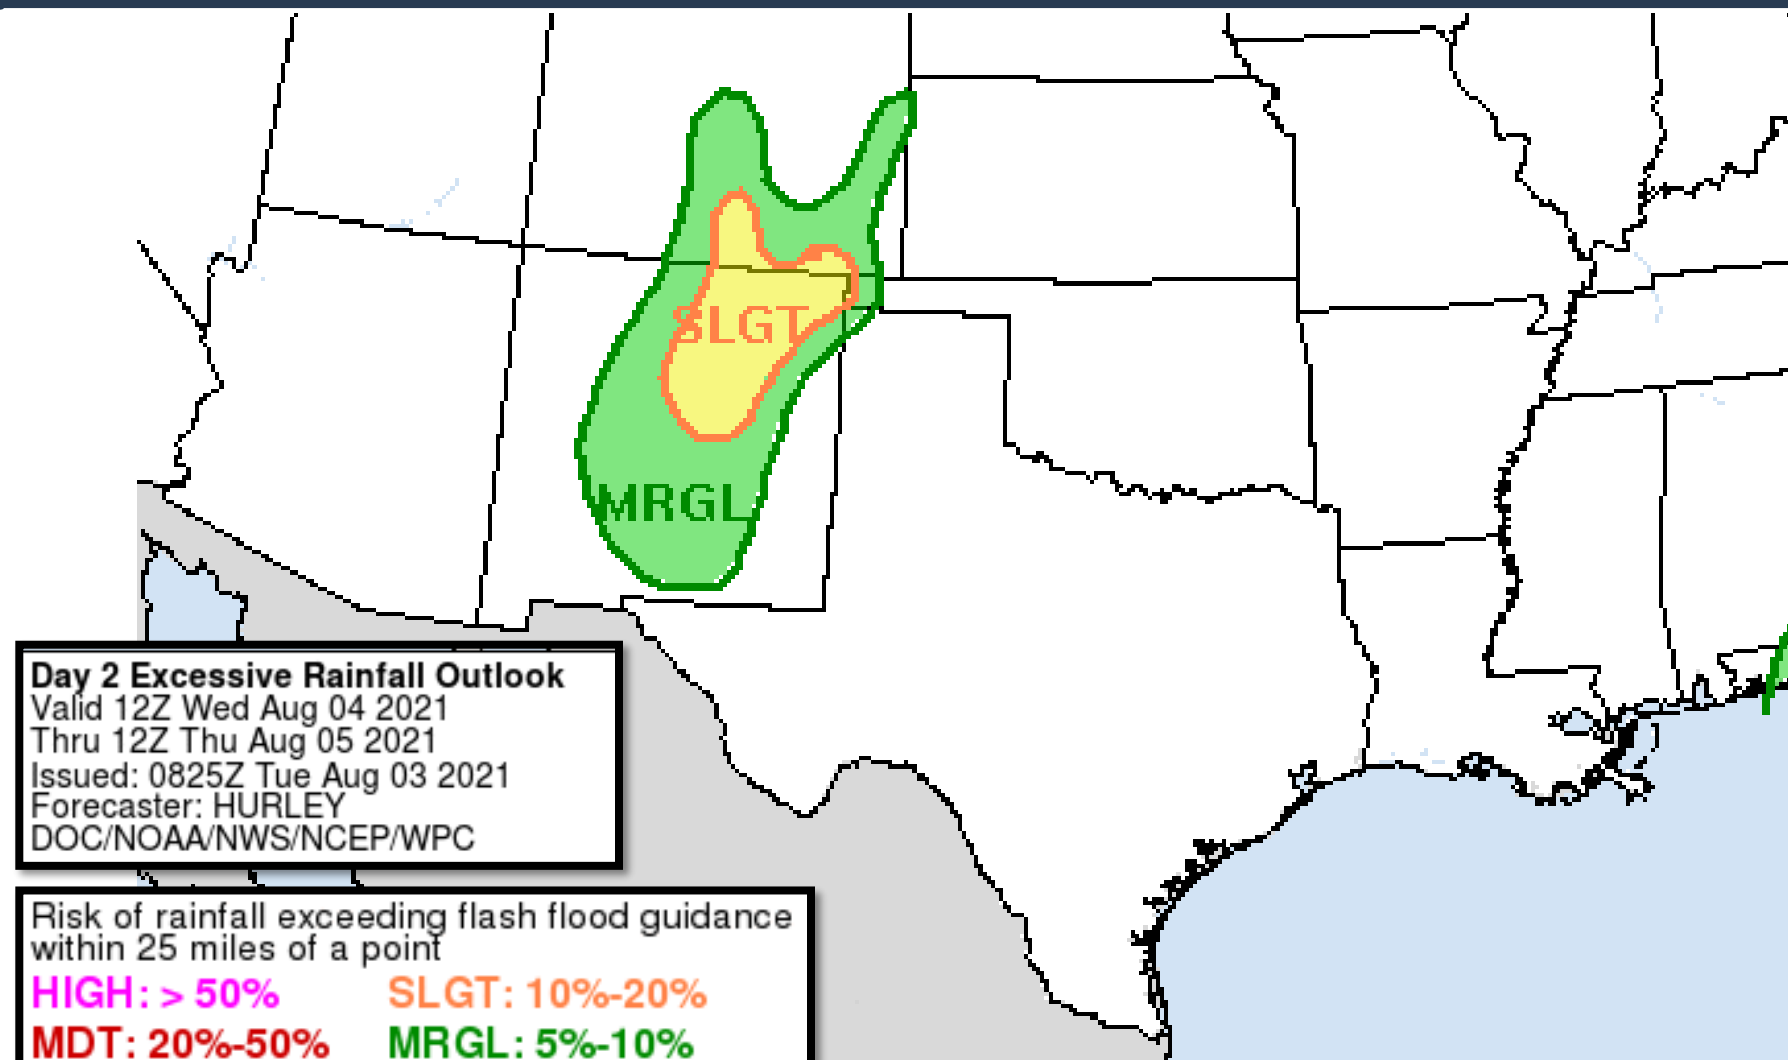 SLGT
MRGL
Day 2 Excessive Rainfall Outlook
Valid 12Z Wed Aug 04 2021
Thru 12Z Thu Aug 05 2021
Issued: 0825Z Tue Aug 03 2021
Forecaster: HURLEY
DOC/NOAA/NWS/NCEP/WPC
Risk of rainfall exceeding flash flood guidance
within 25 miles of a point
HIGH: > 50% SLGT: 10%-20%
MDT: 20%-50% MRGL: 5%-10%